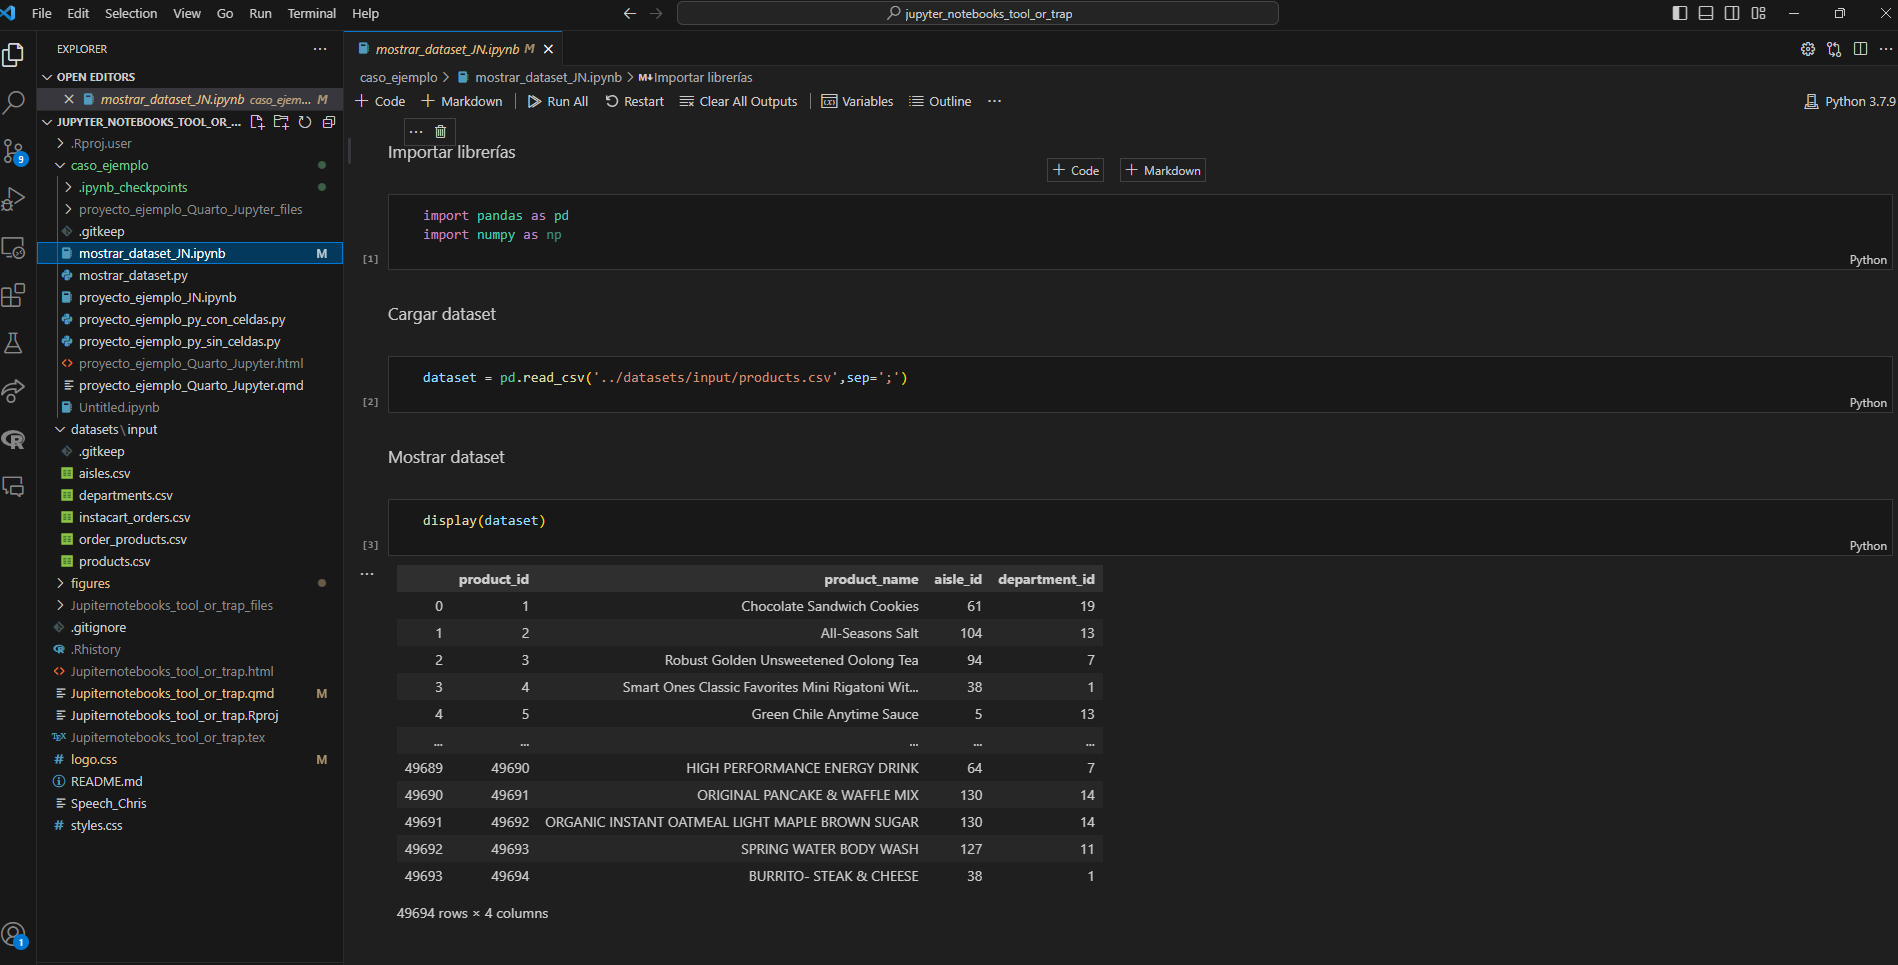 File Edit Selection View Go Run Terminal Help
jupyter_notebooks_tool_or_trap
EXPLORER
OPEN EDITORS
mostrar_dataset_JN.ipynb caso_ejem... M
JUPYTER_NOTEBOOKS_TOOL_OR_...
.Rproj.user
caso_ejemplo
.ipynb_checkpoints
proyecto_ejemplo_Quarto_Jupyter_files
.gitkeep
mostrar_dataset_JN.ipynb M
mostrar_dataset.py
proyecto_ejemplo_JN.ipynb
proyecto_ejemplo_py_con_celdas.py
proyecto_ejemplo_py_sin_celdas.py
proyecto_ejemplo_Quarto_Jupyter.html
proyecto_ejemplo_Quarto_Jupyter.qmd
Untitled.ipynb
datasets\input
.gitkeep
aisles.csv
departments.csv
instacart_orders.csv
order_products.csv
products.csv
figures
Jupiternotebooks_tool_or_trap_files
.gitignore
.Rhistory
Jupiternotebooks_tool_or_trap.html
Jupiternotebooks_tool_or_trap.qmd M
Jupiternotebooks_tool_or_trap.Rproj
TEX Jupiternotebooks_tool_or_trap.tex
# logo.css M
README.md
Speech_Chris
# styles.css
9
R
1
mostrar_dataset_JN.ipynb M
caso_ejemplo > mostrar_dataset_JN.ipynb > M↓Importar librerías
+ Code + Markdown | Run All Restart Clear All Outputs | Variables Outline ... Python 3.7.9
Importar librerías
+ Code + Markdown
import pandas as pd
import numpy as np
[1] Python
Cargar dataset
dataset = pd.read_csv('../datasets/input/products.csv',sep=';')
[2] Python
Mostrar dataset
display(dataset)
[3] Python
...
product_id product_name aisle_id department_id
0 1 Chocolate Sandwich Cookies 61 19
1 2 All-Seasons Salt 104 13
2 3 Robust Golden Unsweetened Oolong Tea 94 7
3 4 Smart Ones Classic Favorites Mini Rigatoni Wit... 38 1
4 5 Green Chile Anytime Sauce 5 13
... ... ... ... ...
49689 49690 HIGH PERFORMANCE ENERGY DRINK 64 7
49690 49691 ORIGINAL PANCAKE & WAFFLE MIX 130 14
49691 49692 ORGANIC INSTANT OATMEAL LIGHT MAPLE BROWN SUGAR 130 14
49692 49693 SPRING WATER BODY WASH 127 11
49693 49694 BURRITO- STEAK & CHEESE 38 1
49694 rows × 4 columns